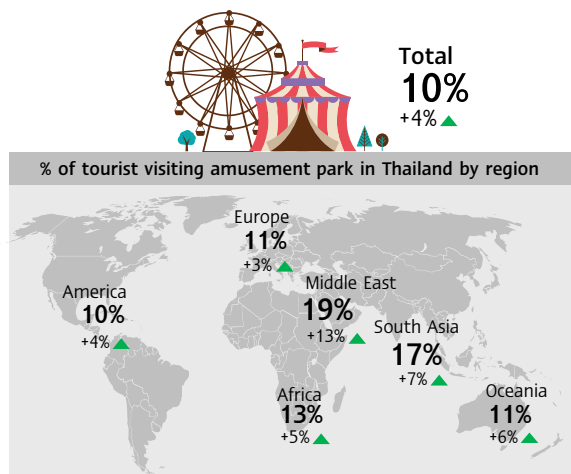 Total
10%
+4%
% of tourist visiting amusement park in Thailand by region
Europe
11%
+3%
Middle East
19%
+13%
America
10%
+4%
South Asia
17%
+7%
Africa
13%
+5%
Oceania
11%
+6%